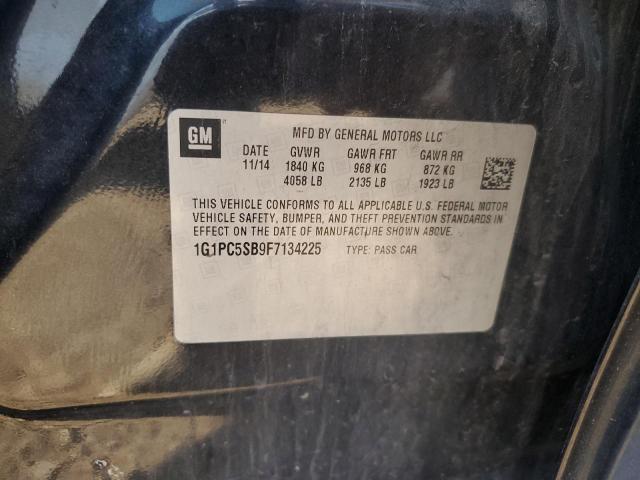 GM
MFD BY GENERAL MOTORS LLC
DATE GVWR GAWR FRT GAWR RR
11/14 1840 KG 968 KG 872 KG
4058 LB 2135 LB 1923 LB
THIS VEHICLE CONFORMS TO ALL APPLICABLE U.S. FEDERAL MOTOR
VEHICLE SAFETY, BUMPER, AND THEFT PREVENTION STANDARDS IN
EFFECT ON THE DATE OF MANUFACTURE SHOWN ABOVE.
1G1PC5SB9F7134225 TYPE: PASS CAR